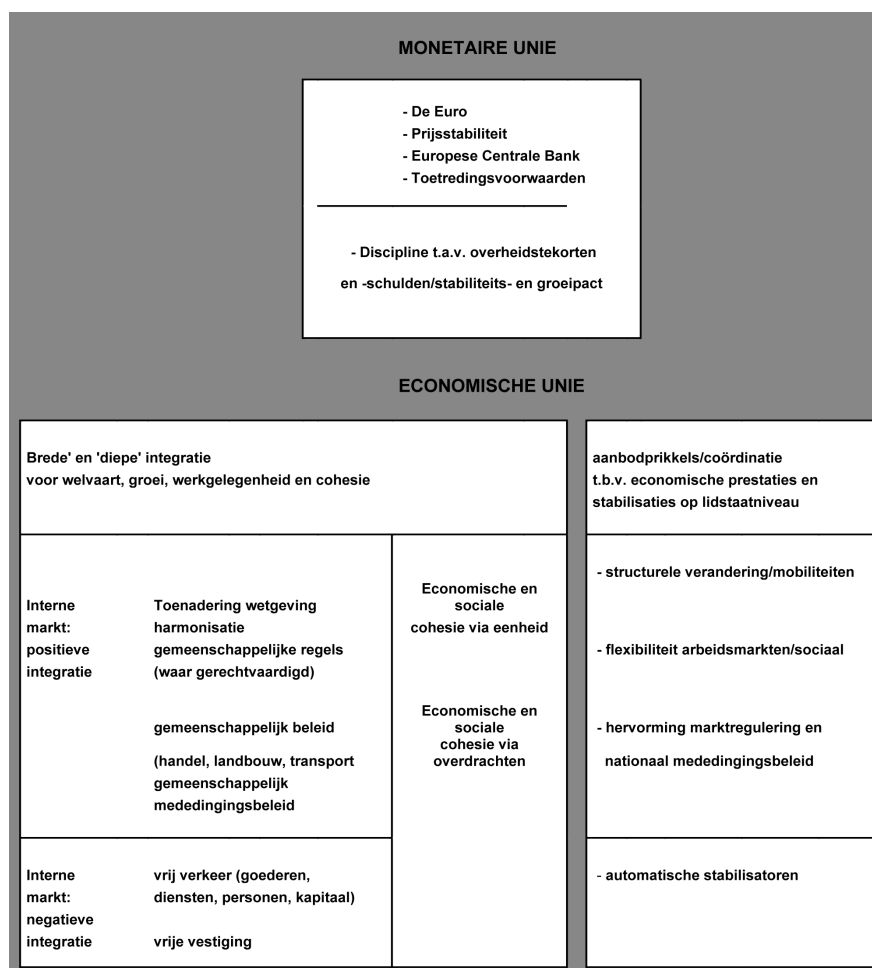 MONETAIRE UNIE
- De Euro
- Prijsstabiliteit
- Europese Centrale Bank
- Toetredingsvoorwaarden
- Discipline t.a.v. overheidstekorten
en -schulden/stabiliteits- en groeipact
ECONOMISCHE UNIE
Brede' en 'diepe' integratie
voor welvaart, groei, werkgelegenheid en cohesie
Interne
markt:
positieve
integratie
Toenadering wetgeving
harmonisatie
gemeenschappelijke regels
(waar gerechtvaardigd)
gemeenschappelijk beleid
(handel, landbouw, transport
gemeenschappelijk
mededingingsbeleid
Economische en
sociale
cohesie via eenheid
Economische en
sociale
cohesie via
overdrachten
Interne
markt:
negatieve
integratie
vrij verkeer (goederen,
diensten, personen, kapitaal)
vrije vestiging
aanbodprikkels/coördinatie
t.b.v. economische prestaties en
stabilisaties op lidstaatniveau
- structurele verandering/mobiliteiten
- flexibiliteit arbeidsmarkten/sociaal
- hervorming marktregulering en
nationaal mededingingsbeleid
- automatische stabilisatoren